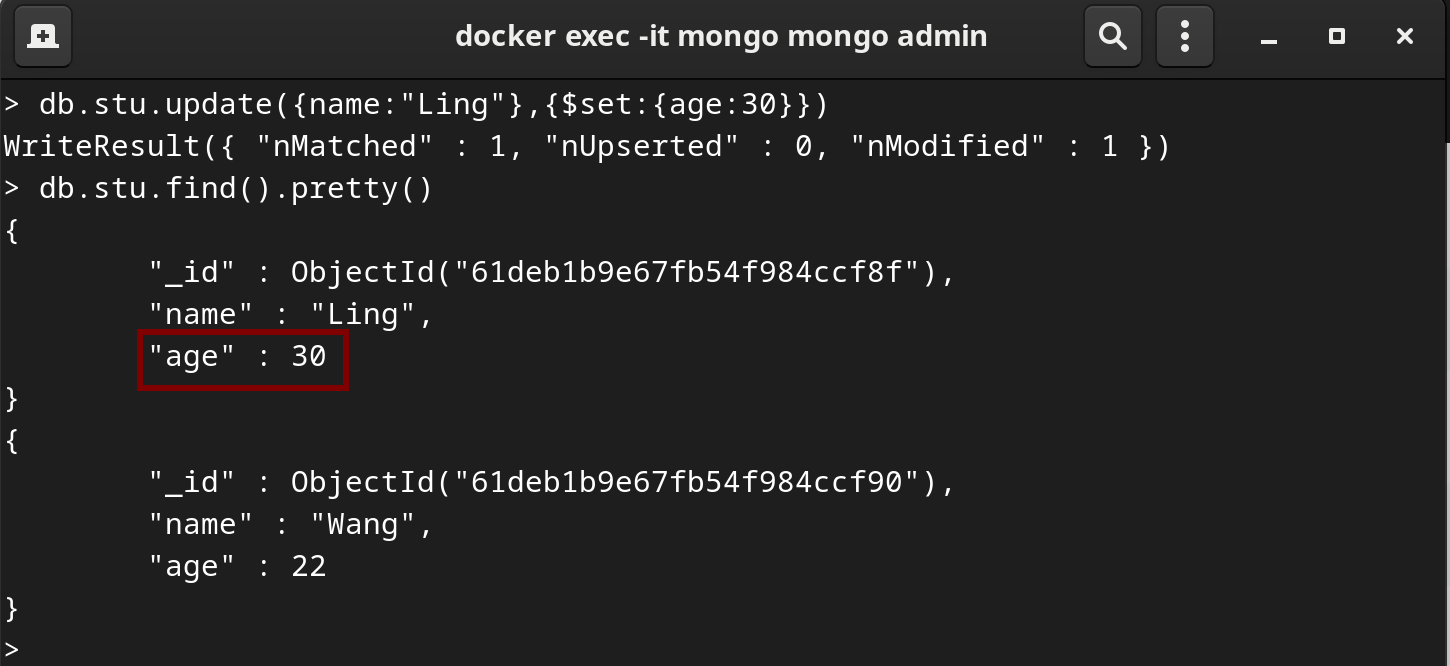 docker exec -it mongo mongo admin
> db.stu.update({name:"Ling"},{$set:{age:30}})
WriteResult({ "nMatched" : 1, "nUpserted" : 0, "nModified" : 1 })
> db.stu.find().pretty()
{
        "_id" : ObjectId("61deb1b9e67fb54f984ccf8f"),
        "name" : "Ling",
        "age" : 30
}
{
        "_id" : ObjectId("61deb1b9e67fb54f984ccf90"),
        "name" : "Wang",
        "age" : 22
}
>